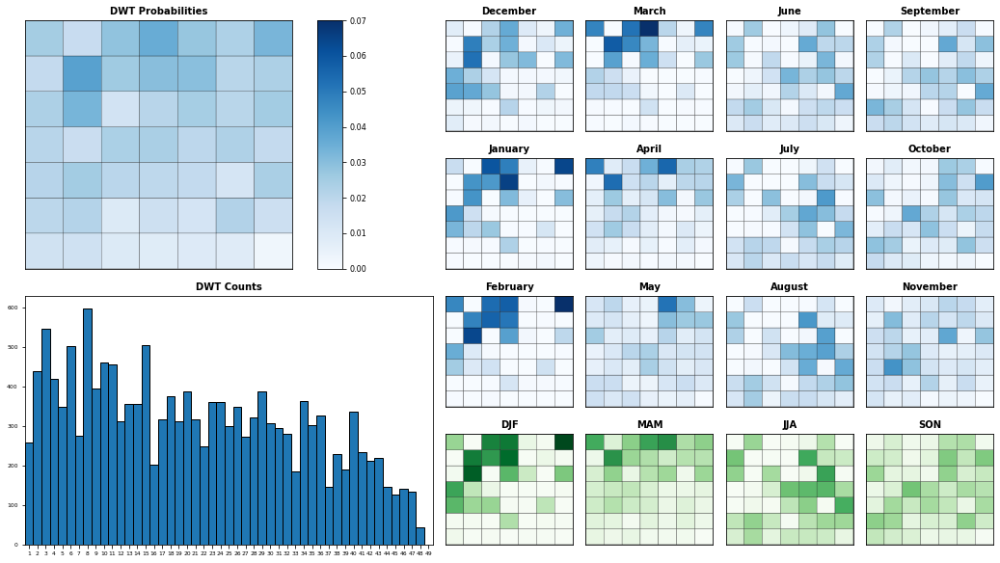 DWT Probabilities
0.07
0.06
0.05
0.04
0.03
0.02
0.01
0.00
December
March
June
September
January
April
July
October
DWT Counts
600
500
400
300
200
100
0
1 2 3 4 5 6 7 8 9 10 11 12 13 14 15 16 17 18 19 20 21 22 23 24 25 26 27 28 29 30 31 32 33 34 35 36 37 38 39 40 41 42 43 44 45 46 47 48 49
February
May
August
November
DJF
MAM
JJA
SON